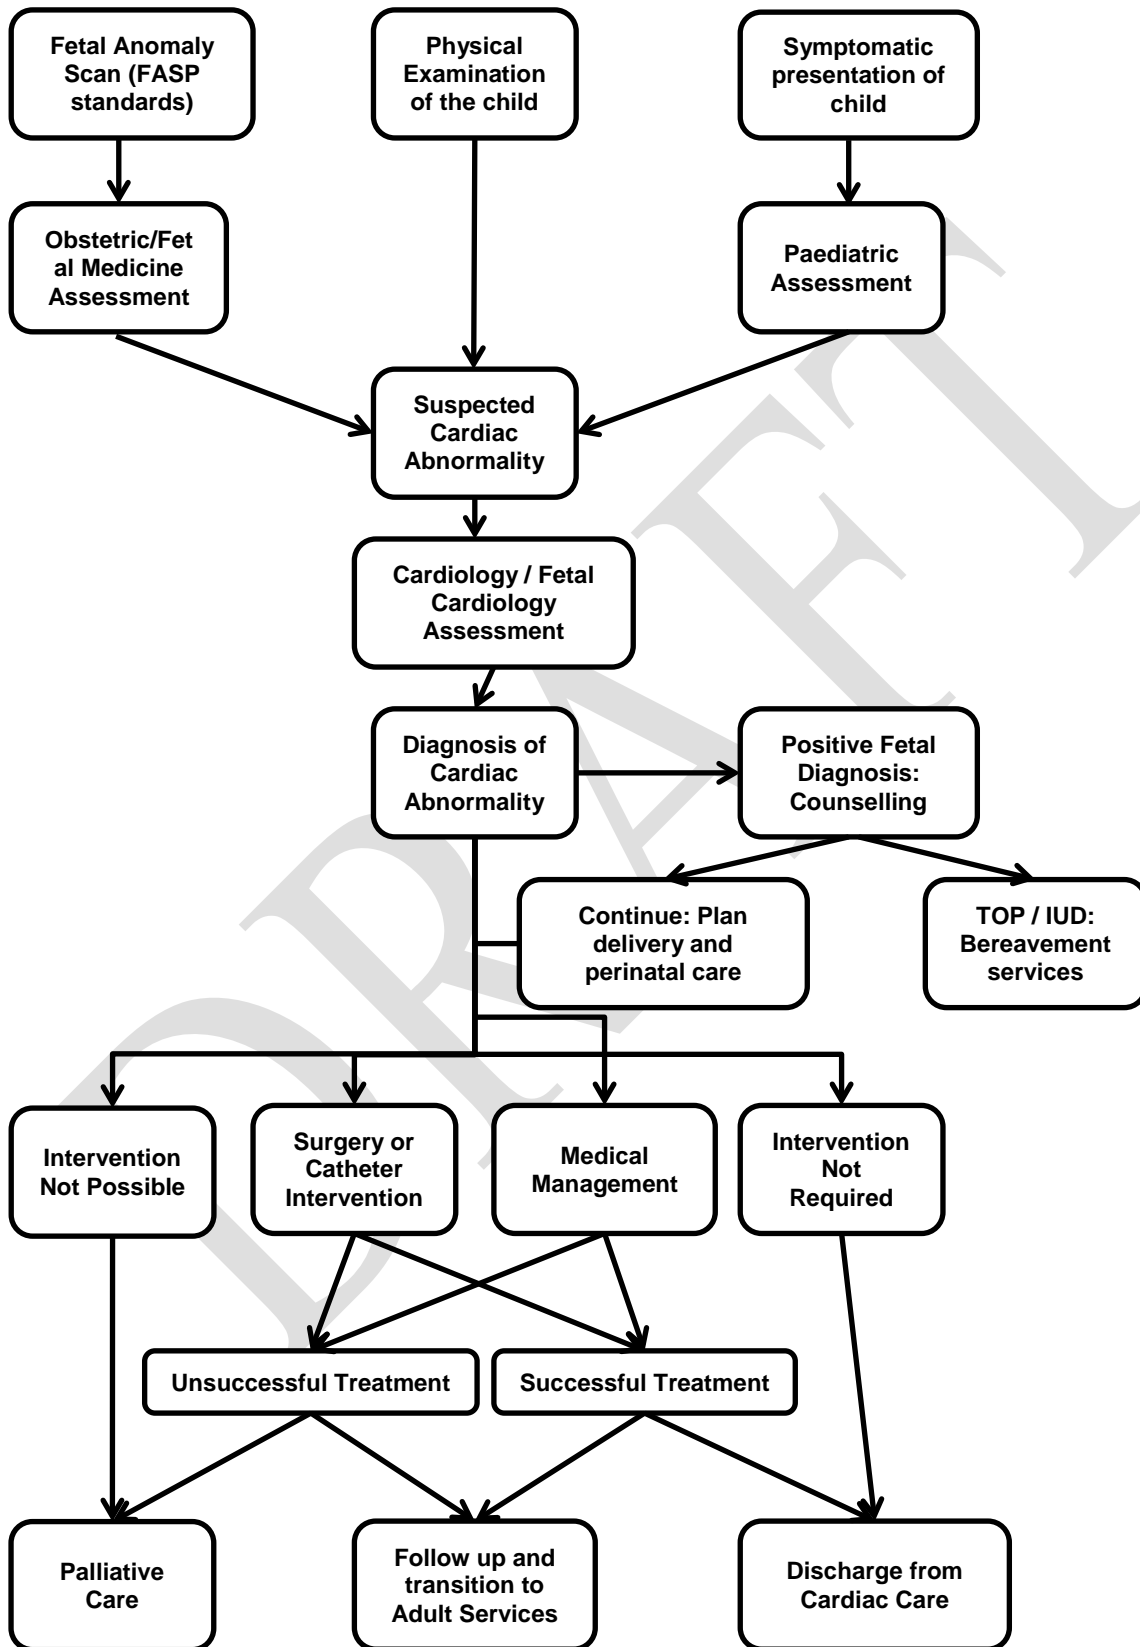 Fetal Anomaly
Scan (FASP
standards)
Physical
Examination
of the child
Symptomatic
presentation of
child
Obstetric/Fet
al Medicine
Assessment
Paediatric
Assessment
Suspected
Cardiac
Abnormality
Cardiology / Fetal
Cardiology
Assessment
Diagnosis of
Cardiac
Abnormality
Positive Fetal
Diagnosis:
Counselling
Continue: Plan
delivery and
perinatal care
TOP / IUD:
Bereavement
services
Intervention
Not Possible
Surgery or
Catheter
Intervention
Medical
Management
Intervention
Not
Required
Unsuccessful Treatment
Successful Treatment
Palliative
Care
Follow up and
transition to
Adult Services
Discharge from
Cardiac Care
DRAFT